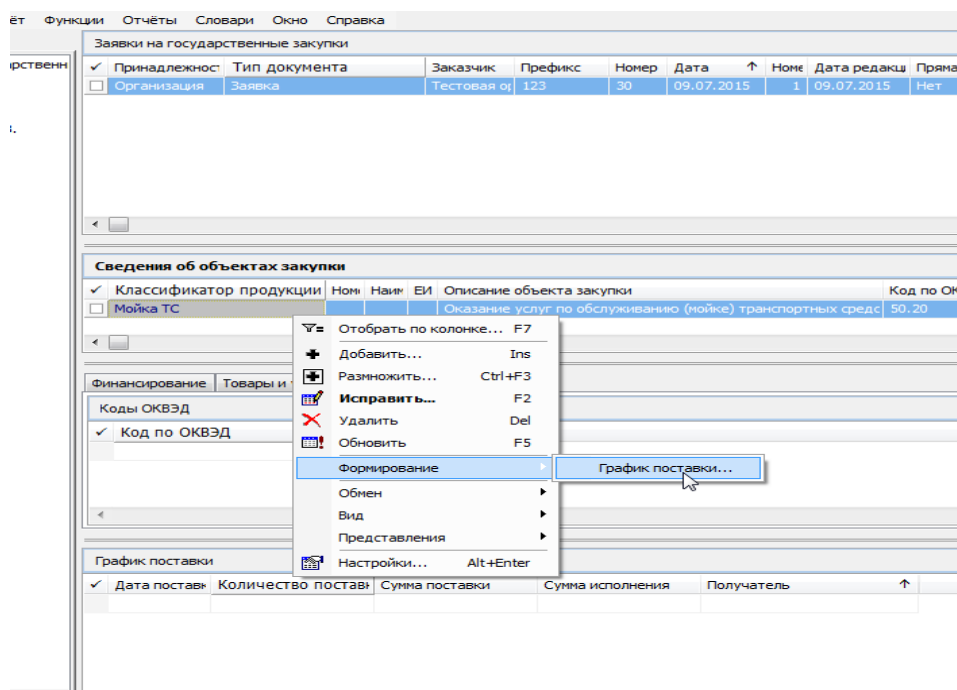 ёт Функции Отчёты Словари Окно Справка
Заявки на государственные закупки
арственн
Принадлежнос Тип документа Заказчик Префикс Номер Дата Номе Дата редакц Пряма
Организация Заявка Тестовая ор 123 30 09.07.2015 1 09.07.2015 Нет
в.
Сведения об объектах закупки
Классификатор продукции Ном Наим ЕИ Описание объекта закупки Код по ОК
Мойка ТС Оказание услуг по обслуживанию (мойке) транспортных средс 50.20
Отобрать по колонке... F7
Добавить... Ins
Финансирование Товары и
Размножить... Ctrl+F3
Коды ОКВЭД
Исправить... F2
Код по ОКВЭД
Удалить Del
Обновить F5
Формирование График поставки...
Обмен
Вид
Представления
Настройки... Alt+Enter
График поставки
Дата поставк Количество постав Сумма поставки Сумма исполнения Получатель